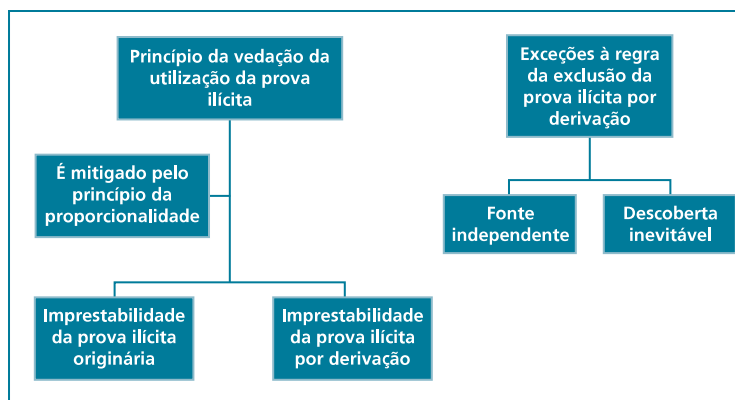 Princípio da vedação da
utilização da prova
ilícita
É mitigado pelo
princípio da
proporcionalidade
Imprestabilidade
da prova ilícita
originária
Imprestabilidade
da prova ilícita
por derivação
Exceções à regra
da exclusão da
prova ilícita por
derivação
Fonte
independente
Descoberta
inevitável